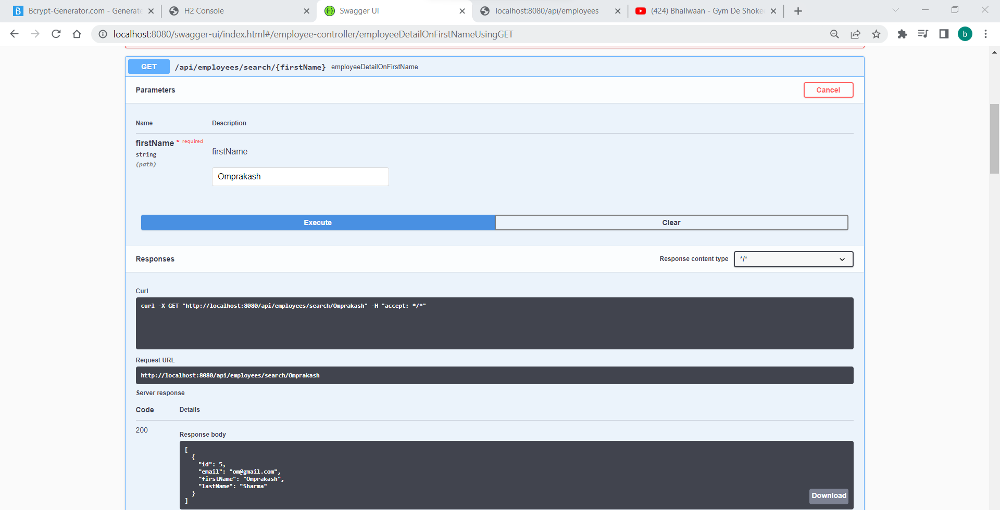 Bcrypt-Generator.com - Generate
H2 Console
Swagger UI
localhost:8080/api/employees
(424) Bhallwaan - Gym De Shoke
localhost:8080/swagger-ui/index.html#/employee-controller/employeeDetailOnFirstNameUsingGET
b
GET /api/employees/search/{firstName} employeeDetailOnFirstName
Parameters
Cancel
Name Description
firstName * required
string
(path)
firstName
Omprakash
Execute
Clear
Responses
Response content type */*
Curl
curl -X GET "http://localhost:8080/api/employees/search/Omprakash" -H "accept: */*"
Request URL
http://localhost:8080/api/employees/search/Omprakash
Server response
Code Details
200
Response body
[
{
"id": 5,
"email": "om@gmail.com",
"firstName": "Omprakash",
"lastName": "Sharma"
}
]
Download